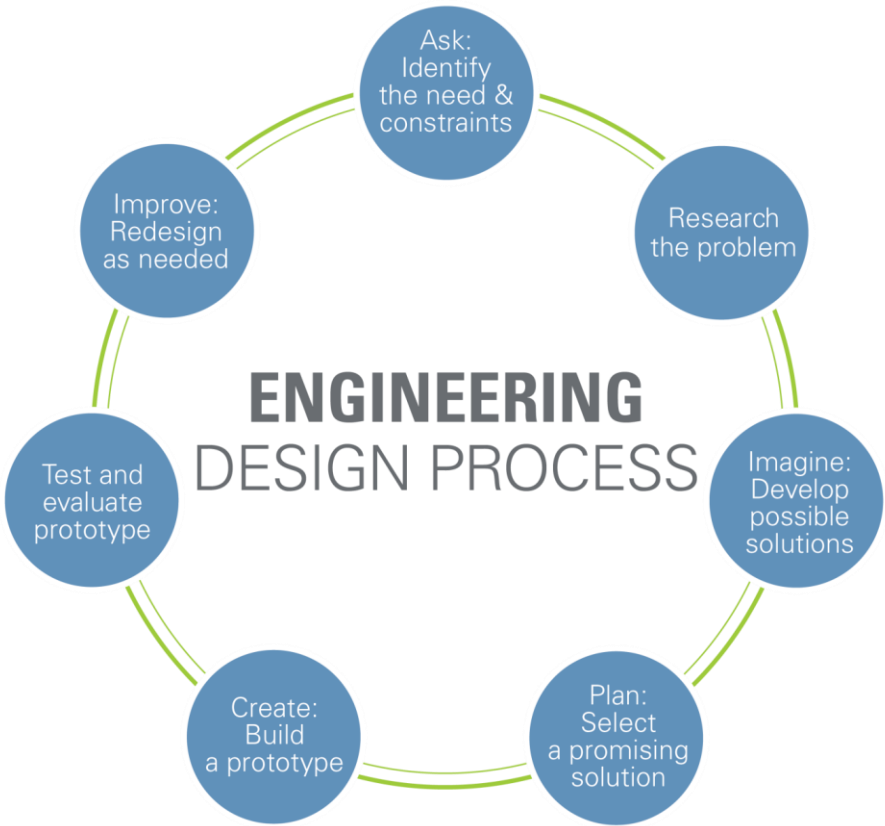 Ask:
Identify
the need &
constraints
Research
the problem
Imagine:
Develop
possible
solutions
Plan:
Select
a promising
solution
Create:
Build
a prototype
Test and
evaluate
prototype
Improve:
Redesign
as needed
ENGINEERING
DESIGN PROCESS